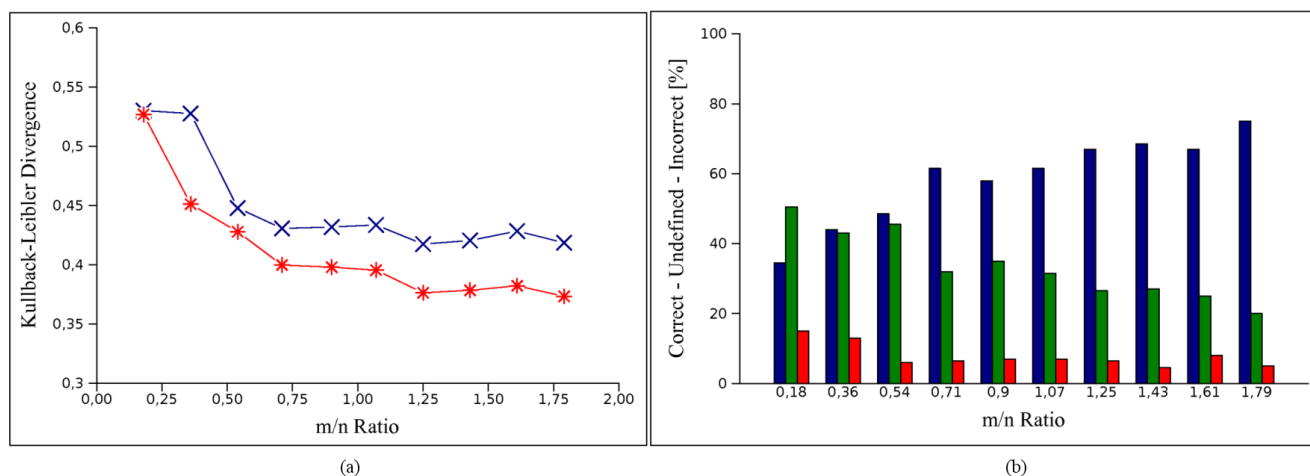 0,6
0,55
0,5
0,45
0,4
0,35
0,3
Kullback-Leibler Divergence
0,00 0,25 0,50 0,75 1,00 1,25 1,50 1,75 2,00
m/n Ratio
(a)
100
80
60
40
20
0
Correct - Undefined - Incorrect [%]
0,18 0,36 0,54 0,71 0,9 1,07 1,25 1,43 1,61 1,79
m/n Ratio
(b)